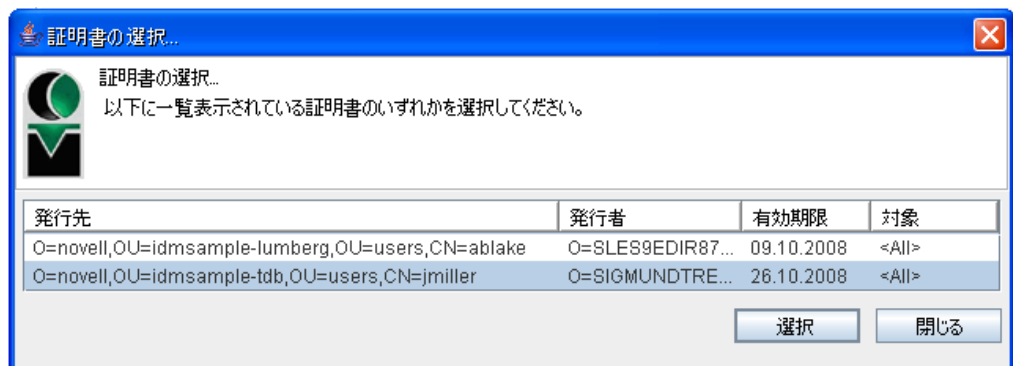 証明書の選択...
証明書の選択...
以下に一覧表示されている証明書のいずれかを選択してください。
発行先 発行者 有効期限 対象
O=novell,OU=idmsample-lumberg,OU=users,CN=ablake O=SLES9EDIR87... 09.10.2008 <All>
O=novell,OU=idmsample-tdb,OU=users,CN=jmiller O=SIGMUNDTRE... 26.10.2008 <All>
選択 閉じる